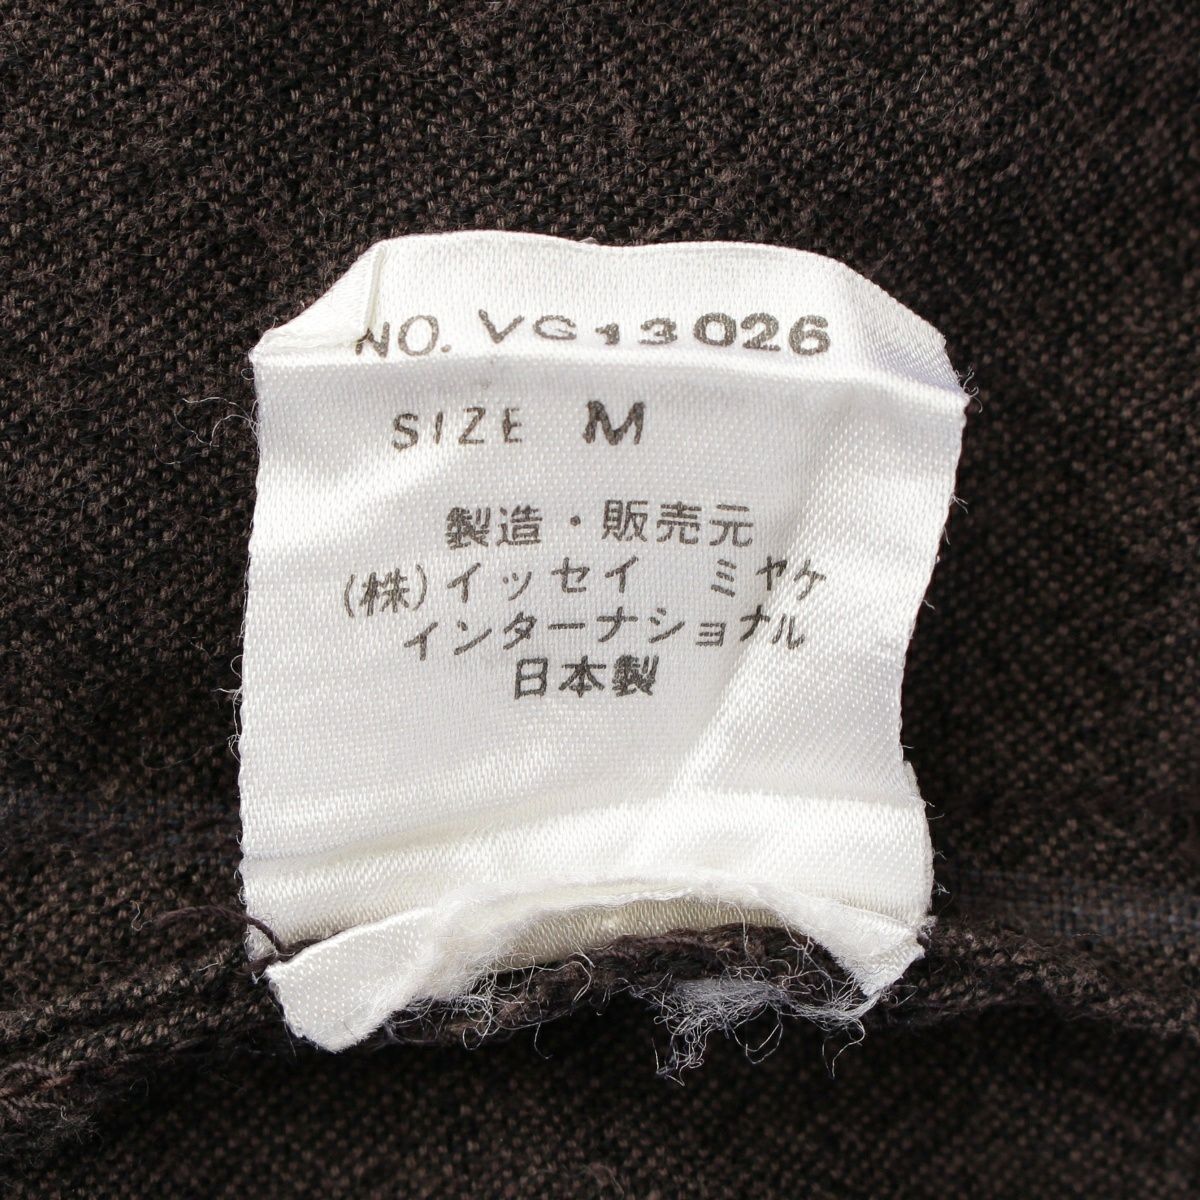 NO. VG13026
SIZE M
製造・販売元
(株)イッセイ ミヤケ
インターナショナル
日本製